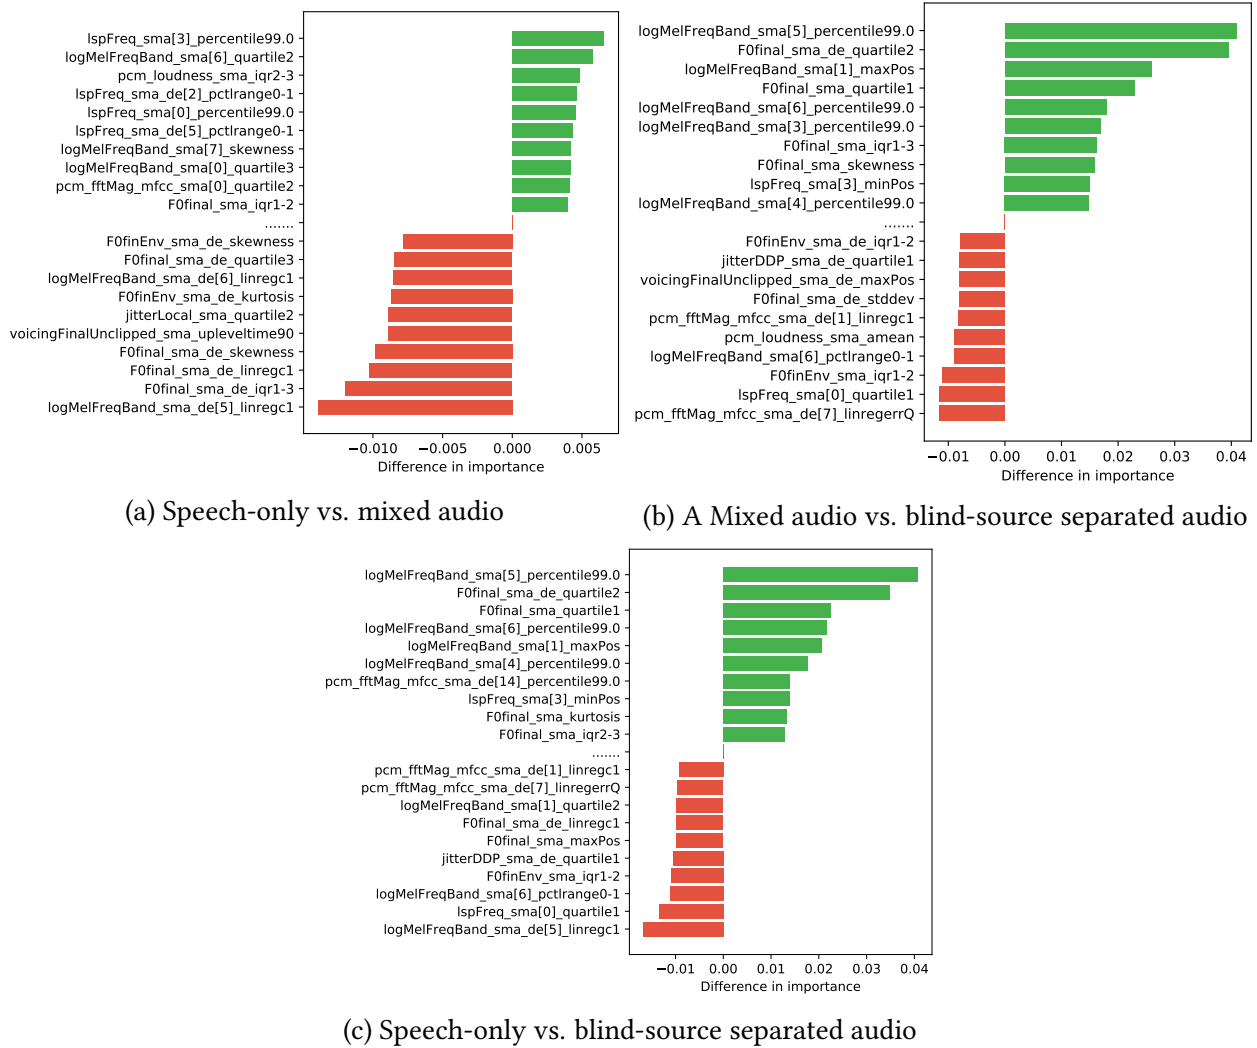 lspFreq_sma[3]_percentile99.0
logMelFreqBand_sma[6]_quartile2
pcm_loudness_sma_iqr2-3
lspFreq_sma_de[2]_pctlrange0-1
lspFreq_sma[0]_percentile99.0
lspFreq_sma_de[5]_pctlrange0-1
logMelFreqBand_sma[7]_skewness
logMelFreqBand_sma[0]_quartile3
pcm_fftMag_mfcc_sma[0]_quartile2
F0final_sma_iqr1-2
.......
F0finEnv_sma_de_skewness
F0final_sma_de_quartile3
logMelFreqBand_sma_de[6]_linregc1
F0finEnv_sma_de_kurtosis
jitterLocal_sma_quartile2
voicingFinalUnclipped_sma_upleveltime90
F0final_sma_de_skewness
F0final_sma_de_linregc1
F0final_sma_de_iqr1-3
logMelFreqBand_sma_de[5]_linregc1
−0.010 −0.005 0.000 0.005
Difference in importance
(a) Speech-only vs. mixed audio
logMelFreqBand_sma[5]_percentile99.0
F0final_sma_de_quartile2
logMelFreqBand_sma[1]_maxPos
F0final_sma_quartile1
logMelFreqBand_sma[6]_percentile99.0
logMelFreqBand_sma[3]_percentile99.0
F0final_sma_iqr1-3
F0final_sma_skewness
lspFreq_sma[3]_minPos
logMelFreqBand_sma[4]_percentile99.0
.......
F0finEnv_sma_de_iqr1-2
jitterDDP_sma_de_quartile1
voicingFinalUnclipped_sma_de_maxPos
F0final_sma_de_stddev
pcm_fftMag_mfcc_sma_de[1]_linregc1
pcm_loudness_sma_amean
logMelFreqBand_sma[6]_pctlrange0-1
F0finEnv_sma_iqr1-2
lspFreq_sma[0]_quartile1
pcm_fftMag_mfcc_sma_de[7]_linregerrQ
−0.01 0.00 0.01 0.02 0.03 0.04
Difference in importance
(b) A Mixed audio vs. blind-source separated audio
logMelFreqBand_sma[5]_percentile99.0
F0final_sma_de_quartile2
F0final_sma_quartile1
logMelFreqBand_sma[6]_percentile99.0
logMelFreqBand_sma[1]_maxPos
logMelFreqBand_sma[4]_percentile99.0
pcm_fftMag_mfcc_sma_de[14]_percentile99.0
lspFreq_sma[3]_minPos
F0final_sma_kurtosis
F0final_sma_iqr2-3
.......
pcm_fftMag_mfcc_sma_de[1]_linregc1
pcm_fftMag_mfcc_sma_de[7]_linregerrQ
logMelFreqBand_sma[1]_quartile2
F0final_sma_de_linregc1
F0final_sma_maxPos
jitterDDP_sma_de_quartile1
F0finEnv_sma_iqr1-2
logMelFreqBand_sma[6]_pctlrange0-1
lspFreq_sma[0]_quartile1
logMelFreqBand_sma_de[5]_linregc1
−0.01 0.00 0.01 0.02 0.03 0.04
Difference in importance
(c) Speech-only vs. blind-source separated audio